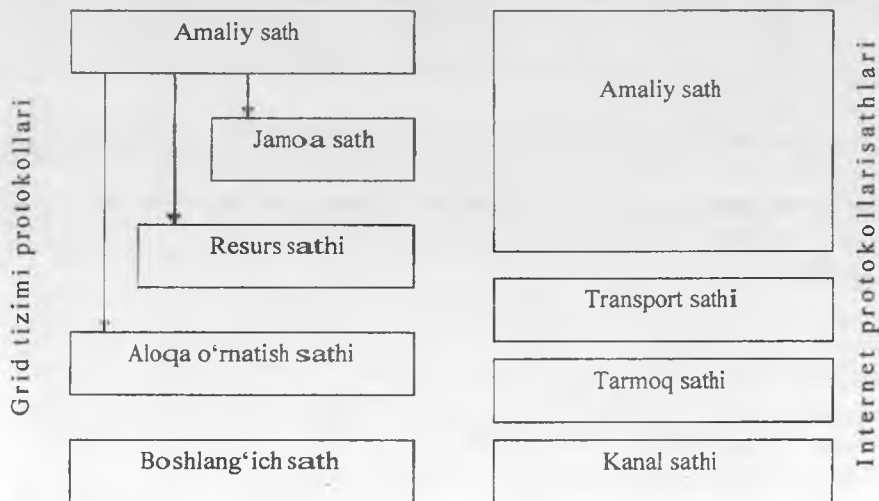 Grid tizimi protokollari
Amaliy sath
Jamoa sath
Resurs sathi
Aloqa o‘rnatish sathi
Boshlang‘ich sath
Amaliy sath
Transport sathi
Tarmoq sathi
Kanal sathi
Internet protokollarisathlari